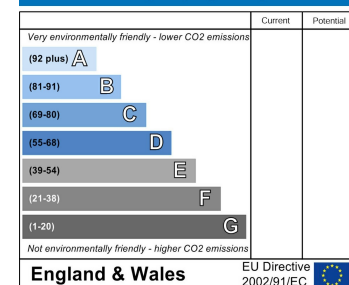 Current Potential
Very environmentally friendly - lower CO2 emissions
(92 plus) A
(81-91) B
(69-80) C
(55-68) D
(39-54) E
(21-38) F
(1-20) G
Not environmentally friendly - higher CO2 emissions
England & Wales
EU Directive
2002/91/EC